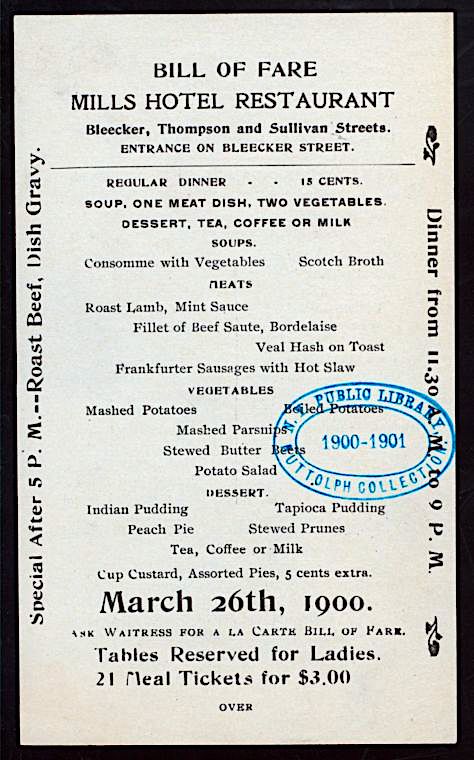 BILL OF FARE
MILLS HOTEL RESTAURANT
Bleecker, Thompson and Sullivan Streets.
ENTRANCE ON BLEECKER STREET.
REGULAR DINNER - - 15 CENTS.
SOUP, ONE MEAT DISH, TWO VEGETABLES.
DESSERT, TEA, COFFEE OR MILK
SOUPS.
Consomme with Vegetables Scotch Broth
MEATS
Roast Lamb, Mint Sauce
Fillet of Beef Saute, Bordelaise
Veal Hash on Toast
Frankfurter Sausages with Hot Slaw
VEGETABLES
Mashed Potatoes Boiled Potatoes
Mashed Parsnips
Stewed Butter Beets
Potato Salad
DESSERT.
Indian Pudding Tapioca Pudding
Peach Pie Stewed Prunes
Tea, Coffee or Milk
Cup Custard, Assorted Pies, 5 cents extra.
March 26th, 1900.
ASK WAITRESS FOR A LA CARTE BILL OF FARE.
Tables Reserved for Ladies.
21 Meal Tickets for $3.00
OVER
Special After 5 P. M.--Roast Beef, Dish Gravy.
Dinner from 11.30 A. M. to 9 P. M.
N. Y. PUBLIC LIBRARY
1900-1901
BUTTOLPH COLLECTION